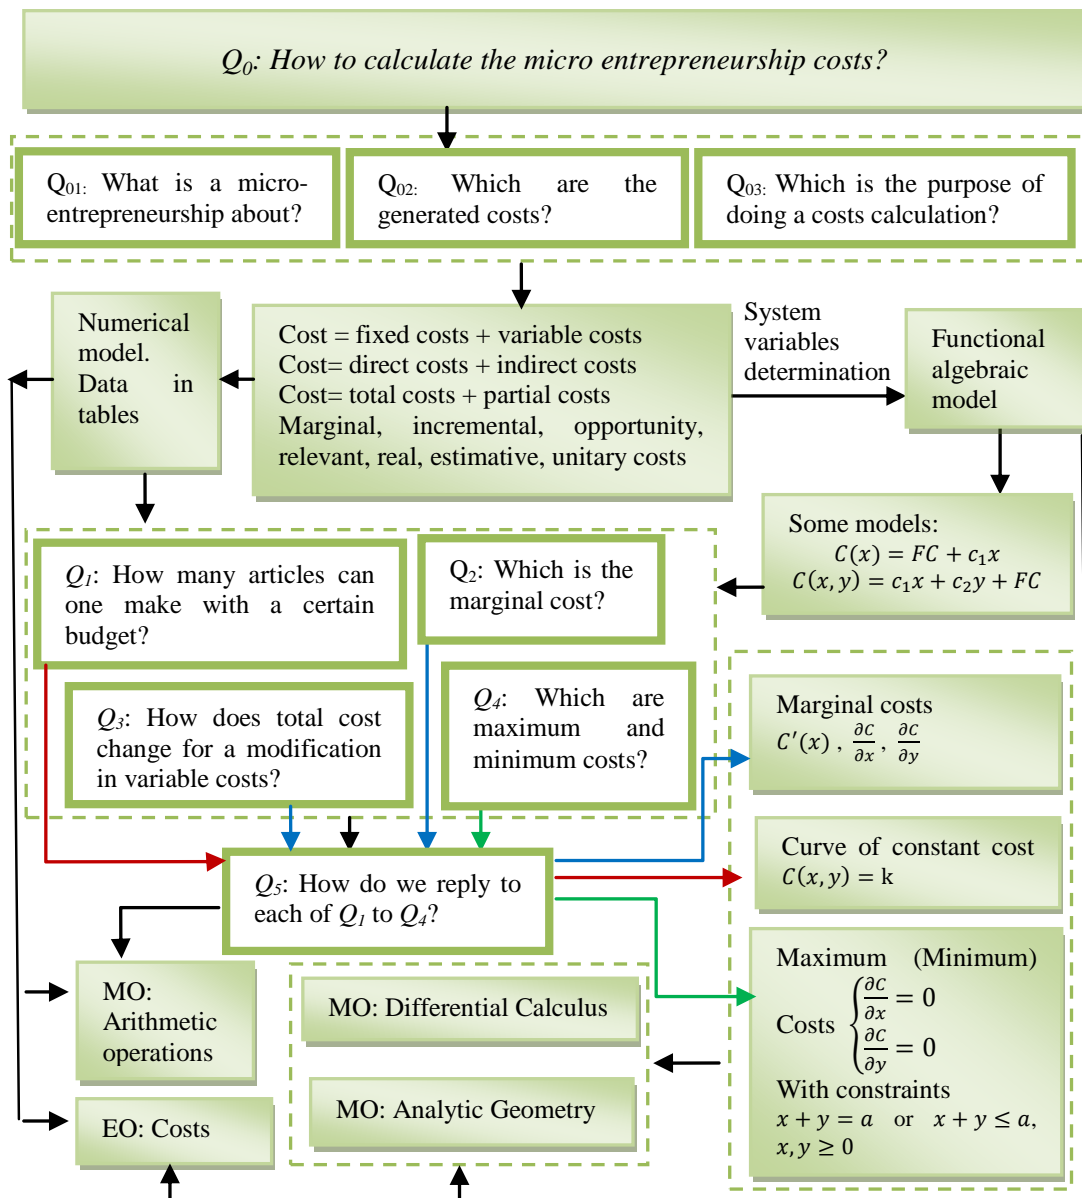 Q₀: How to calculate the micro entrepreneurship costs?
Q₀₁: What is a micro-
entrepreneurship about?
Q₀₂: Which are the
generated costs?
Q₀₃: Which is the purpose of
doing a costs calculation?
Numerical
model.
Data in
tables
Cost = fixed costs + variable costs
Cost= direct costs + indirect costs
Cost= total costs + partial costs
Marginal, incremental, opportunity,
relevant, real, estimative, unitary costs
System
variables
determination
Functional
algebraic
model
Some models:
C(x) = FC + c₁x
C(x, y) = c₁x + c₂y + FC
Q₁: How many articles can
one make with a certain
budget?
Q₂: Which is the
marginal cost?
Q₃: How does total cost
change for a modification
in variable costs?
Q₄: Which are
maximum and
minimum costs?
Marginal costs
C′(x) , ∂C/∂x , ∂C/∂y
Curve of constant cost
C(x, y) = k
Q₅: How do we reply to
each of Q₁ to Q₄?
Maximum (Minimum)
Costs { ∂C/∂x = 0
∂C/∂y = 0
With constraints
x + y = a or x + y ≤ a,
x, y ≥ 0
MO:
Arithmetic
operations
MO: Differential Calculus
MO: Analytic Geometry
EO: Costs